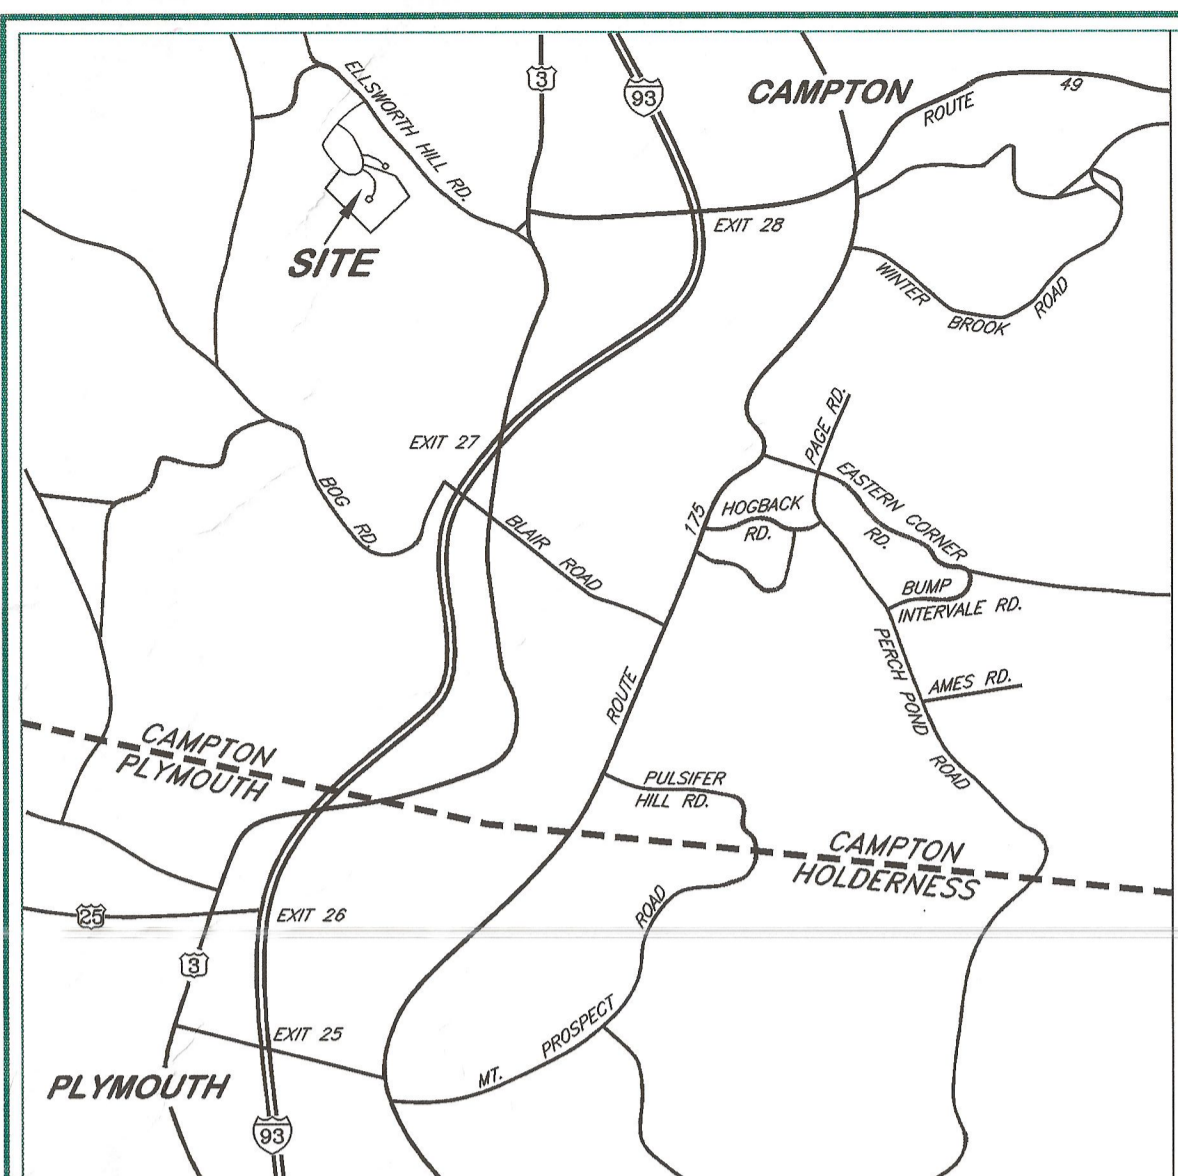 ELLSWORTH HILL RD.
3
93
CAMPTON
ROUTE 49
SITE
EXIT 28
WINTER BROOK ROAD
PAGE RD.
EXIT 27
BOG RD.
BLAIR ROAD
175
HOGBACK
RD.
EASTERN CORNER
RD.
BUMP
INTERVALE RD.
PERCH POND ROAD
AMES RD.
ROUTE
CAMPTON
PLYMOUTH
PULSIFER
HILL RD.
CAMPTON
HOLDERNESS
25
EXIT 26
3
MT. PROSPECT ROAD
EXIT 25
PLYMOUTH
93